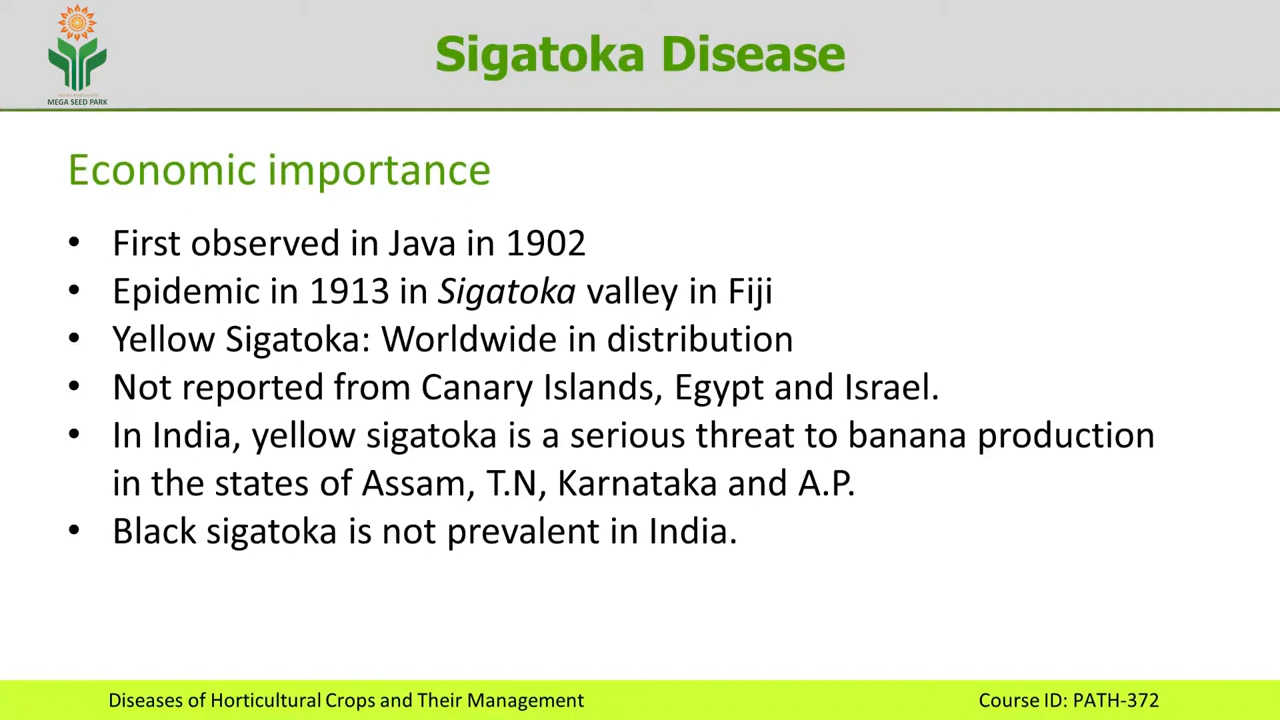 Sigatoka Disease
MEGA SEED PARK
Economic importance
• First observed in Java in 1902
• Epidemic in 1913 in Sigatoka valley in Fiji
• Yellow Sigatoka: Worldwide in distribution
• Not reported from Canary Islands, Egypt and Israel.
• In India, yellow sigatoka is a serious threat to banana production
in the states of Assam, T.N, Karnataka and A.P.
• Black sigatoka is not prevalent in India.
Diseases of Horticultural Crops and Their Management
Course ID: PATH-372